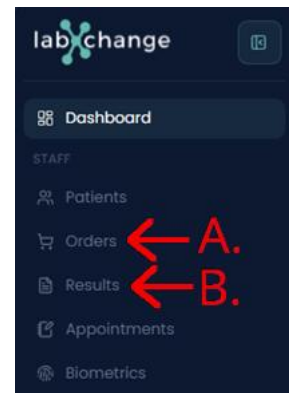 labxchange
Dashboard
STAFF
Patients
Orders A.
Results B.
Appointments
Biometrics